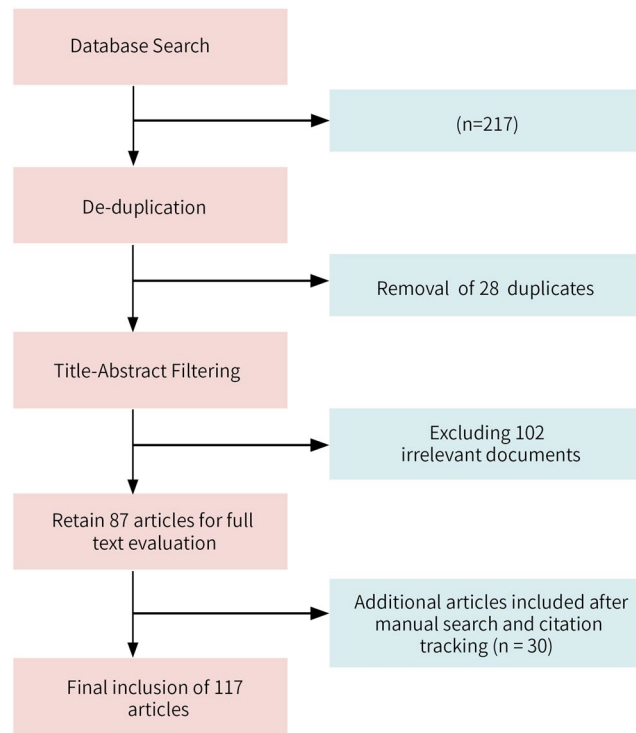 Database Search
(n=217)
De-duplication
Removal of 28 duplicates
Title-Abstract Filtering
Excluding 102
irrelevant documents
Retain 87 articles for full
text evaluation
Additional articles included after
manual search and citation
tracking (n = 30)
Final inclusion of 117
articles